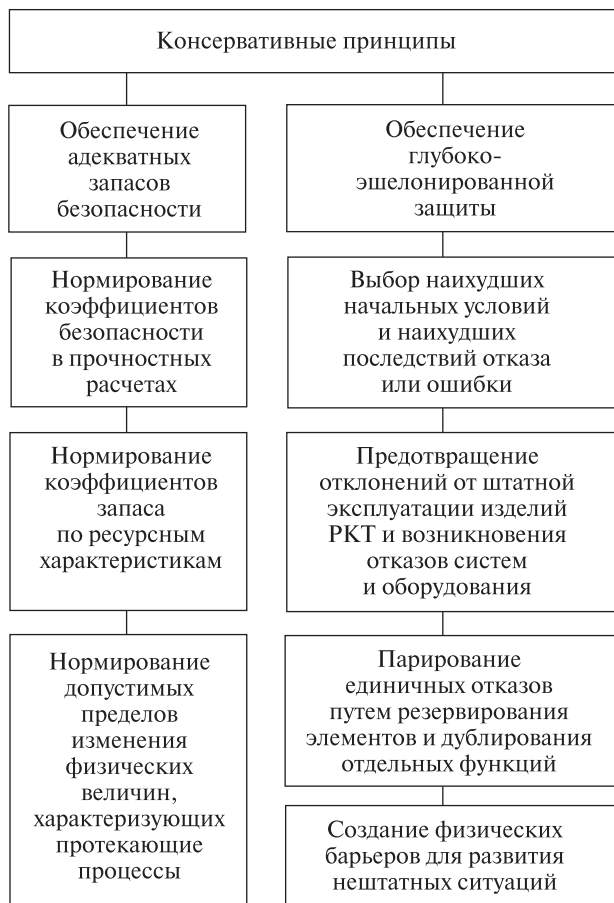 Консервативные принципы
Обеспечение
адекватных
запасов
безопасности
Нормирование
коэффициентов
безопасности
в прочностных
расчетах
Нормирование
коэффициентов
запаса
по ресурсным
характеристикам
Нормирование
допустимых
пределов
изменения
физических
величин,
характеризующих
протекающие
процессы
Обеспечение
глубоко-
эшелонированной
защиты
Выбор наихудших
начальных условий
и наихудших
последствий отказа
или ошибки
Предотвращение
отклонений от штатной
эксплуатации изделий
РКТ и возникновения
отказов систем
и оборудования
Парирование
единичных отказов
путем резервирования
элементов и дублирования
отдельных функций
Создание физических
барьеров для развития
нештатных ситуаций